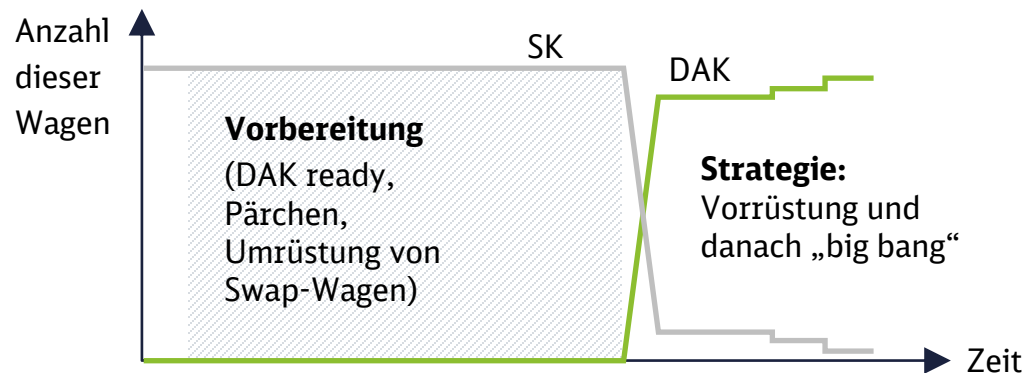 Anzahl
dieser
Wagen
SK
DAK
Vorbereitung
(DAK ready,
Pärchen,
Umrüstung von
Swap-Wagen)
Strategie:
Vorrüstung und
danach „big bang“
Zeit